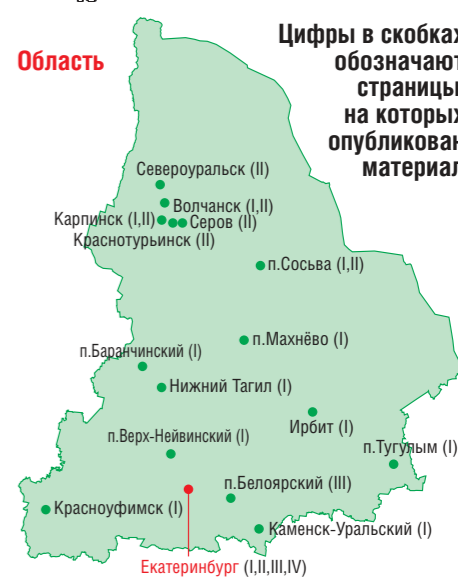 Область
Цифры в скобках
обозначают
страницы,
на которых
опубликован
материал
Североуральск (II)
Волчанск (I,II)
Карпинск (I,II)
Серов (II)
Краснотурьинск (II)
п.Сосьва (I,II)
п.Махнёво (I)
п.Баранчинский (I)
Нижний Тагил (I)
Ирбит (I)
п.Верх-Нейвинский (I)
п.Тугулым (I)
п.Белоярский (III)
Красноуфимск (I)
Каменск-Уральский (I)
Екатеринбург (I,II,III,IV)